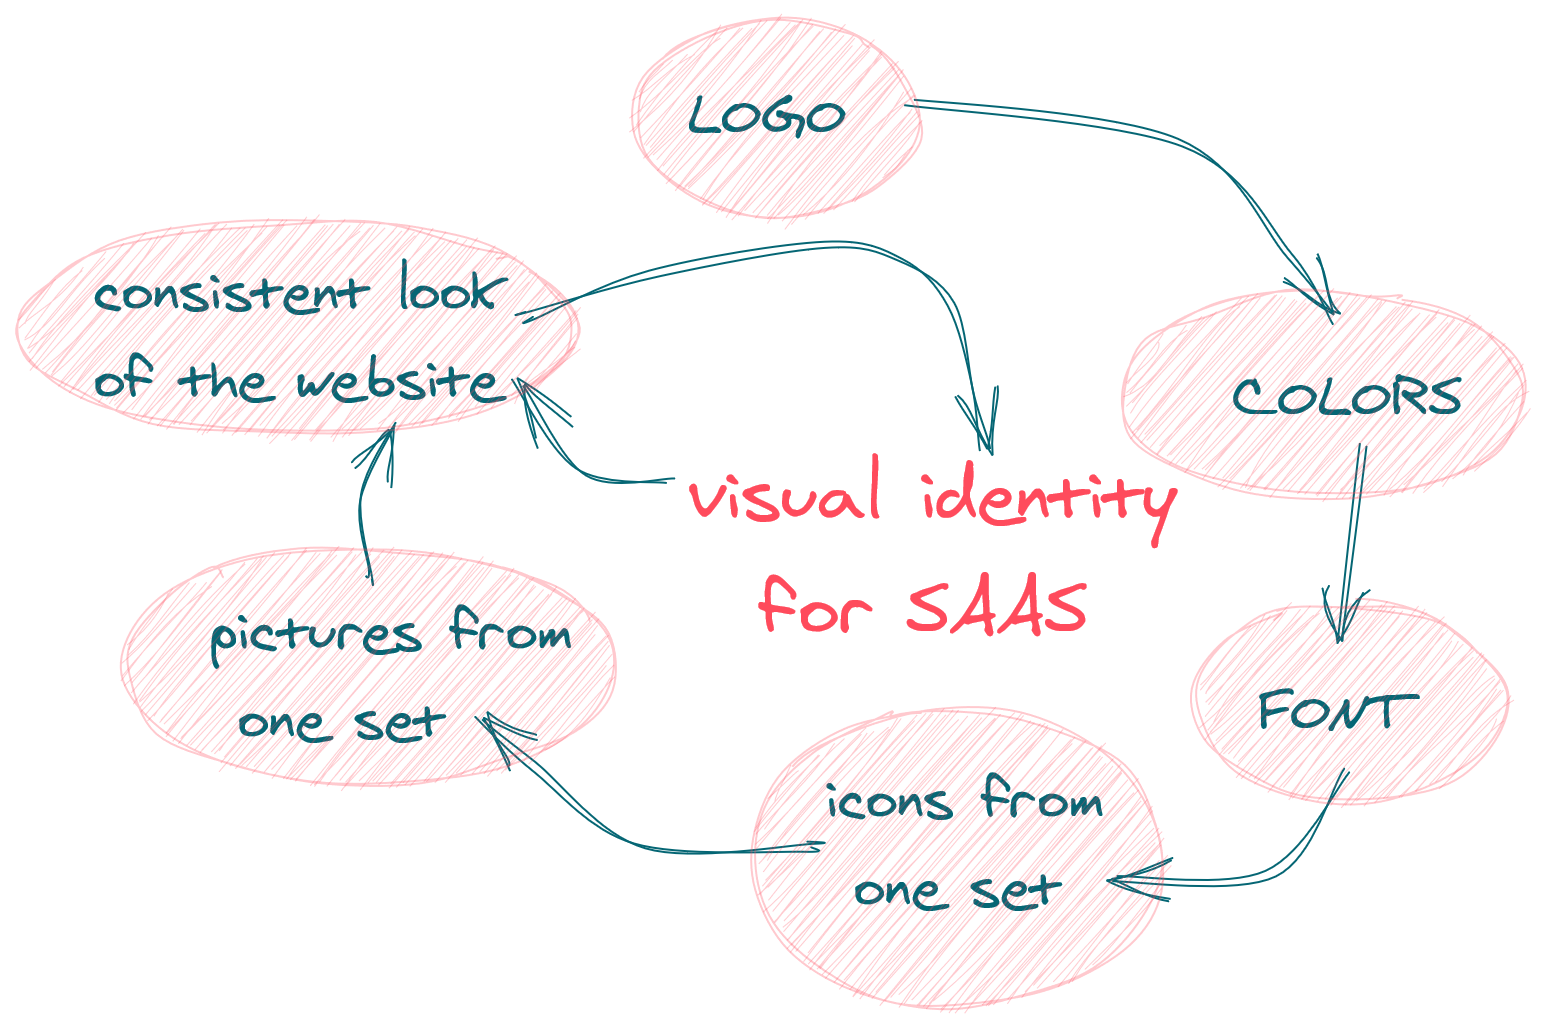 LOGO
COLORS
FONT
icons from
one set
pictures from
one set
consistent look
of the website
visual identity
for SAAS